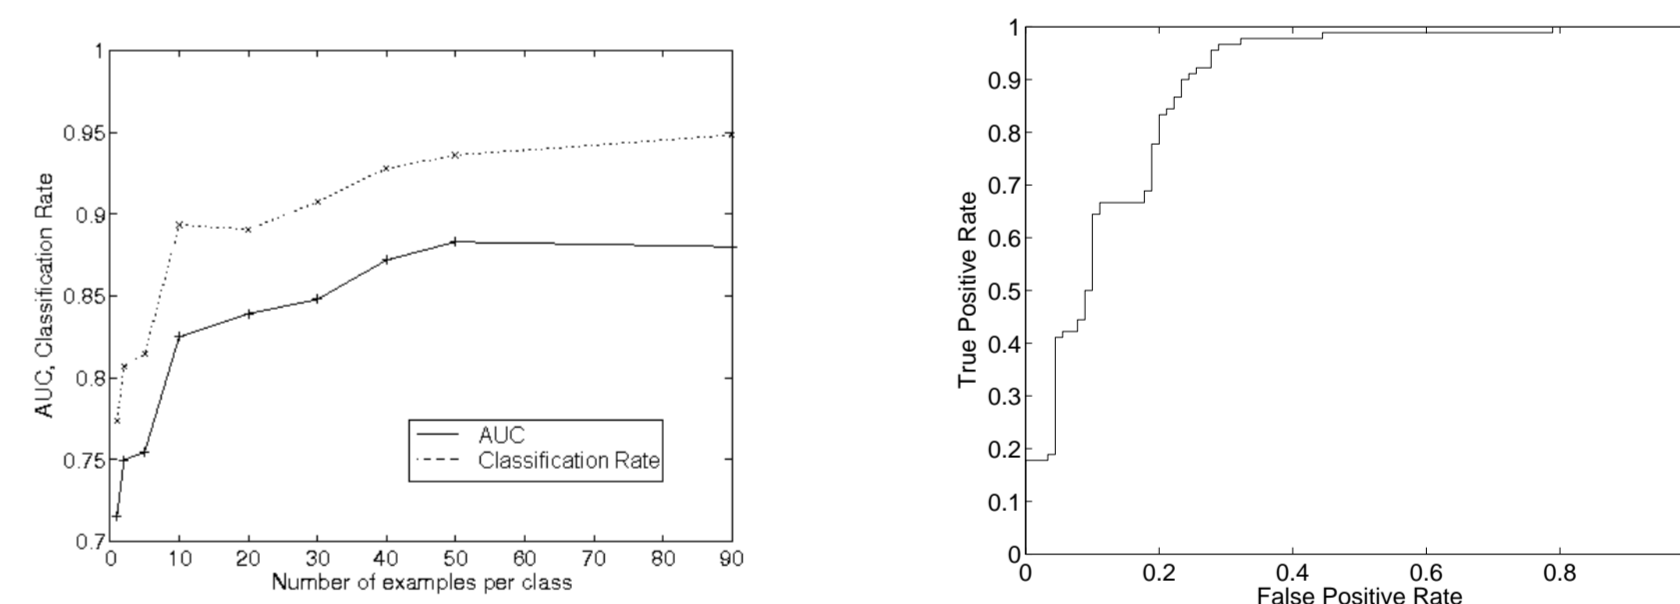 1
0.95
0.9
0.85
0.8
0.75
0.7
AUC, Classification Rate
0 10 20 30 40 50 60 70 80 90
Number of examples per class
AUC
Classification Rate
1
0.9
0.8
0.7
0.6
0.5
0.4
0.3
0.2
0.1
0
True Positive Rate
0 0.2 0.4 0.6 0.8
False Positive Rate